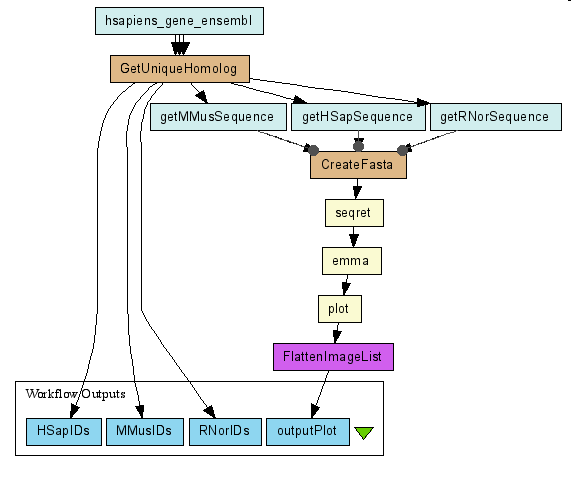 hsapiens_gene_ensembl
GetUniqueHomolog
getMMusSequence
getHSapSequence
getRNorSequence
CreateFasta
seqret
emma
plot
FlattenImageList
Workflow Outputs
HSapIDs
MMusIDs
RNorIDs
outputPlot